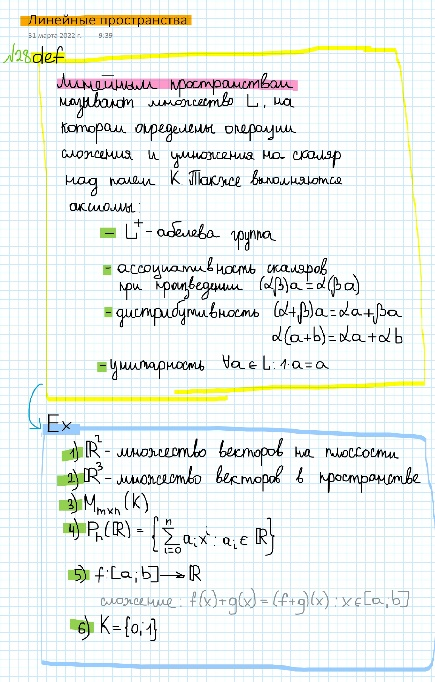 Линейные пространства
31 марта 2022 г. 9:39
√28 def
Линейным пространством
называют множество L, на
котором определены операции
сложения и умножения на скаляр
над полем K. Также выполняются
аксиомы:
- L⁺ - абелева группа
- ассоциативность скаляров
при произведении (αβ)a = α(βa)
- дистрибутивность (α+β)a = αa + βa
α(a+b) = αa + αb
- унитарность ∀a ∈ L : 1·a = a
Ex
1) ℝ² - множество векторов на плоскости
2) ℝ³ - множество векторов в пространстве
3) M_{m×n}(K)
4) P_n(ℝ) = {∑_{i=0}^{n} a_i x^i : a_i ∈ ℝ}
5) f: [a; b] → ℝ
сложение: f(x)+g(x) = (f+g)(x) : x ∈ [a, b]
6) K = {0; 1}